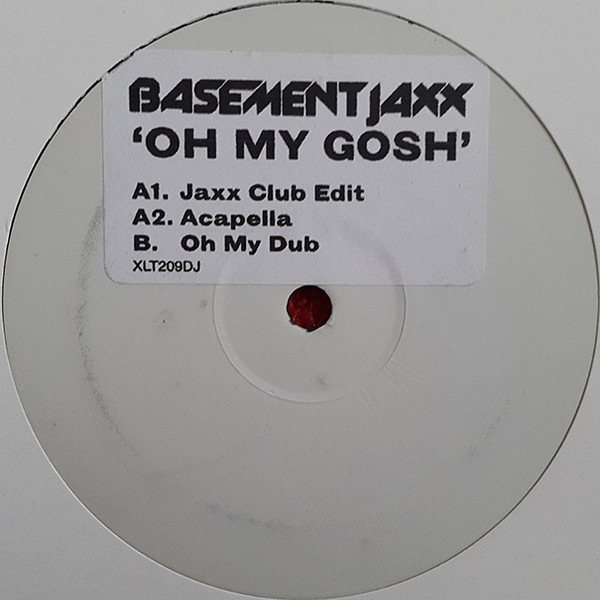 BASEMENT JAXX
‘OH MY GOSH’
A1. Jaxx Club Edit
A2. Acapella
B. Oh My Dub
XLT209DJ